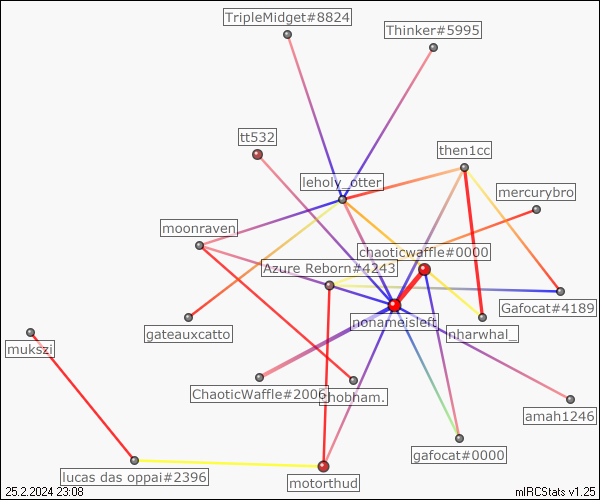 TripleMidget#8824
Thinker#5995
tt532
then1cc
leholy_otter
mercurybro
moonraven
chaoticwaffle#0000
Azure Reborn#4243
Gafocat#4189
nonameisleft
nharwhal_
gateauxcatto
mukszi
ChaoticWaffle#2006
chobham.
amah1246
gafocat#0000
lucas das oppai#2396
motorthud
25.2.2024 23:08
mIRCStats v1.25